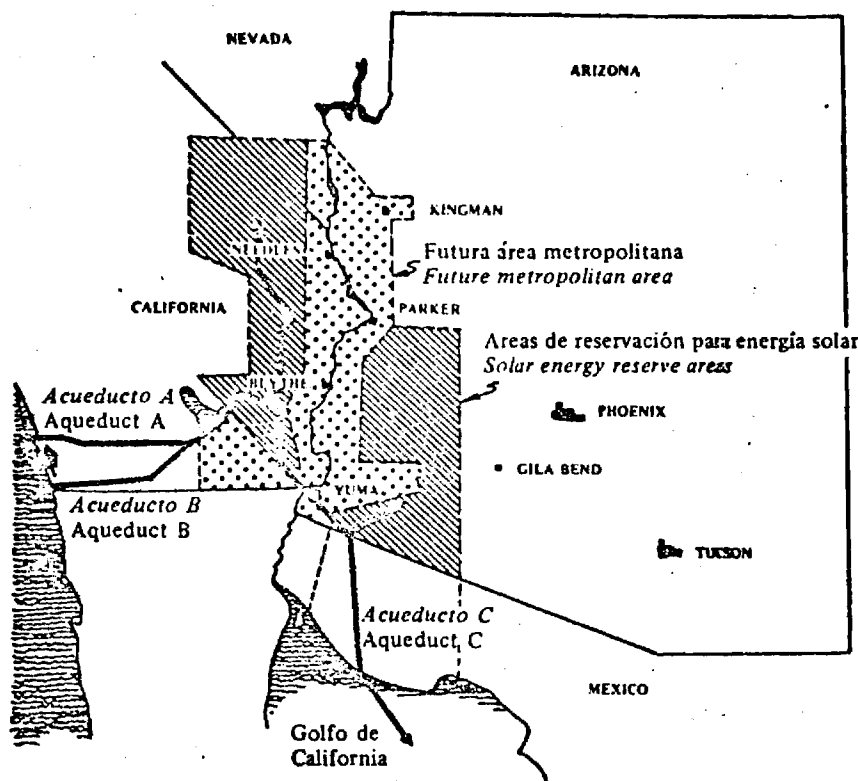 NEVADA
ARIZONA
KINGMAN
NEEDLES
Futura área metropolitana
Future metropolitan area
CALIFORNIA
PARKER
Areas de reservación para energía solar
Solar energy reserve areas
BLYTHE
Acueducto A
Aqueduct A
PHOENIX
GILA BEND
YUMA
Acueducto B
Aqueduct B
TUCSON
Acueducto C
Aqueduct C
MEXICO
Golfo de
California